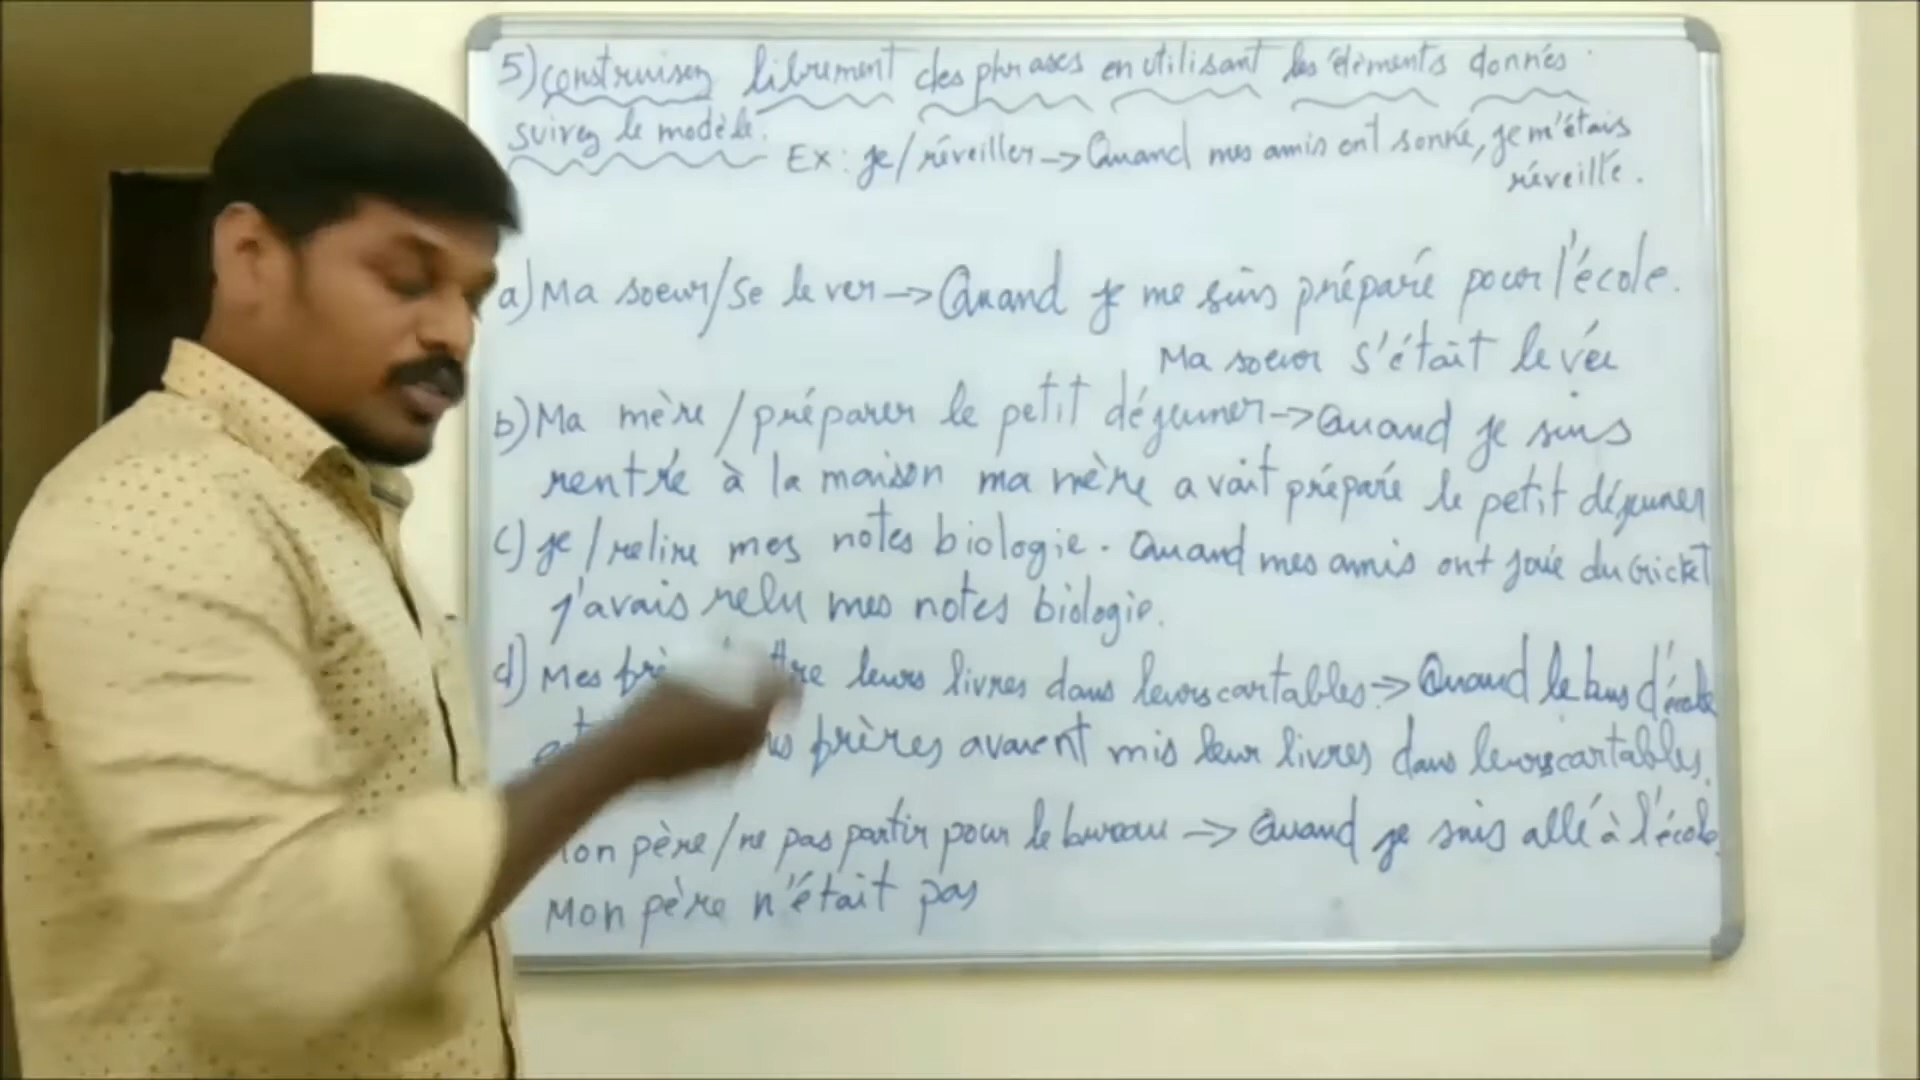 5) Construisez librement des phrases en utilisant les éléments donnés.
suivez le modèle.
Ex: je/réveiller -> Quand mes amis ont sonné, je m'étais
réveillé.
a) Ma soeur/se lever -> Quand je me suis préparé pour l'école.
Ma soeur s'était levée
b) Ma mère/préparer le petit déjeuner -> Quand je suis
rentré à la maison ma mère avait préparé le petit déjeuner
c) je/relire mes notes biologie. Quand mes amis ont joué du cricket
j'avais relu mes notes biologie.
d) Mes leurs livres dans leurs cartables -> Quand le bus d'école
frères avaient mis leur livres dans leurs cartables.
Mon père/ne pas partir pour le bureau -> Quand je suis allé à l'école
Mon père n'était pas